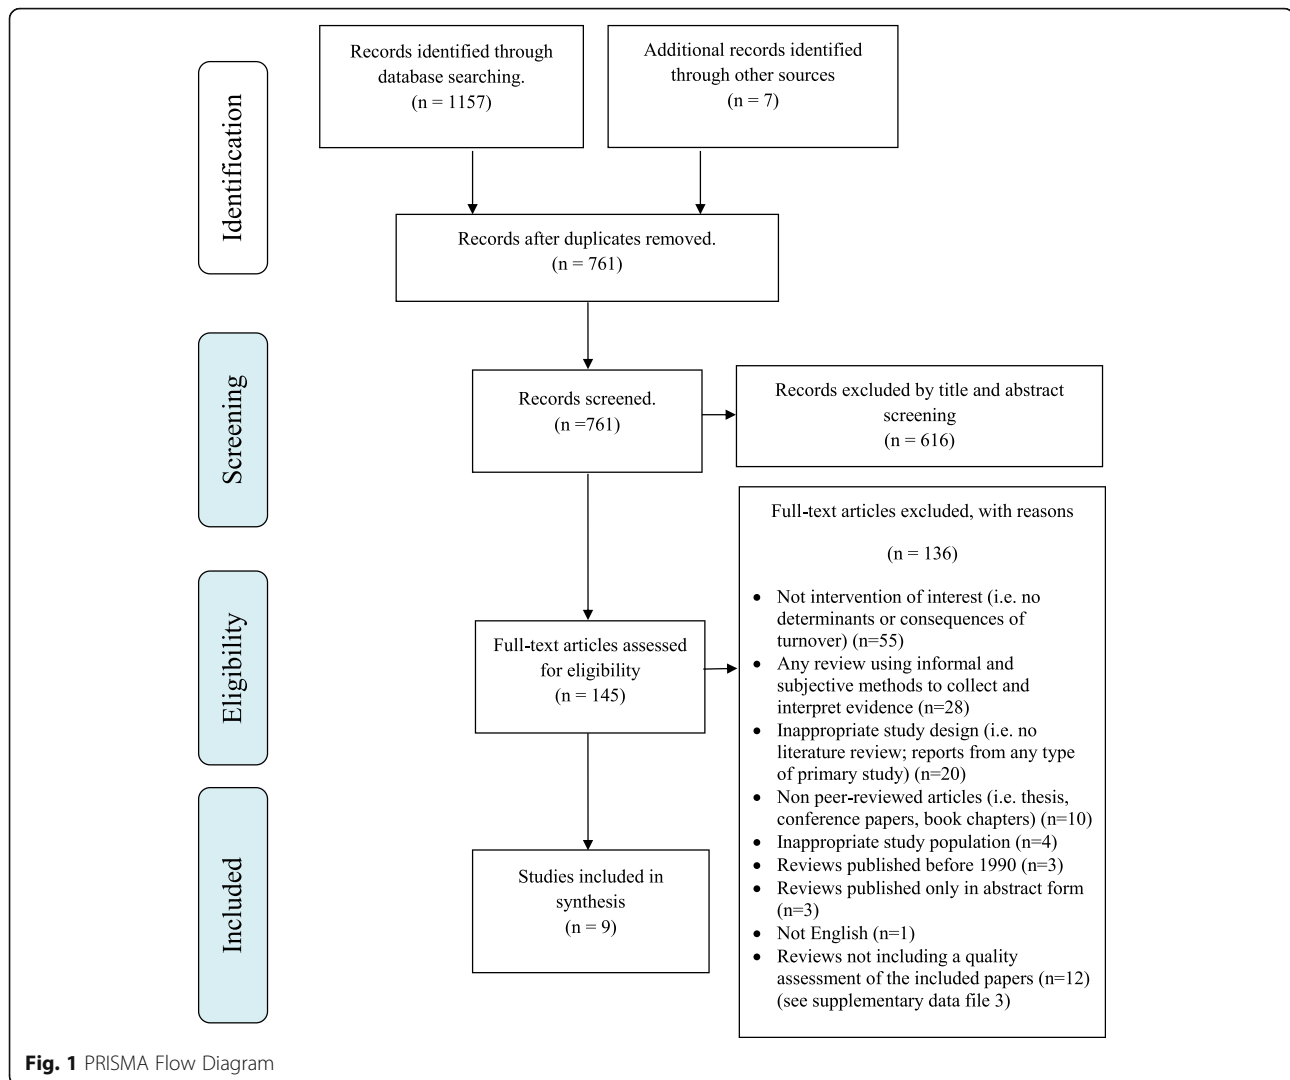 Identification
Records identified through
database searching.
(n = 1157)
Additional records identified
through other sources
(n = 7)
Records after duplicates removed.
(n = 761)
Screening
Records screened.
(n =761)
Records excluded by title and abstract
screening
(n = 616)
Eligibility
Full-text articles assessed
for eligibility
(n = 145)
Full-text articles excluded, with reasons
(n = 136)
• Not intervention of interest (i.e. no
determinants or consequences of
turnover) (n=55)
• Any review using informal and
subjective methods to collect and
interpret evidence (n=28)
• Inappropriate study design (i.e. no
literature review; reports from any type
of primary study) (n=20)
• Non peer-reviewed articles (i.e. thesis,
conference papers, book chapters) (n=10)
• Inappropriate study population (n=4)
• Reviews published before 1990 (n=3)
• Reviews published only in abstract form
(n=3)
• Not English (n=1)
• Reviews not including a quality
assessment of the included papers (n=12)
(see supplementary data file 3)
Included
Studies included in
synthesis
(n = 9)
Fig. 1 PRISMA Flow Diagram